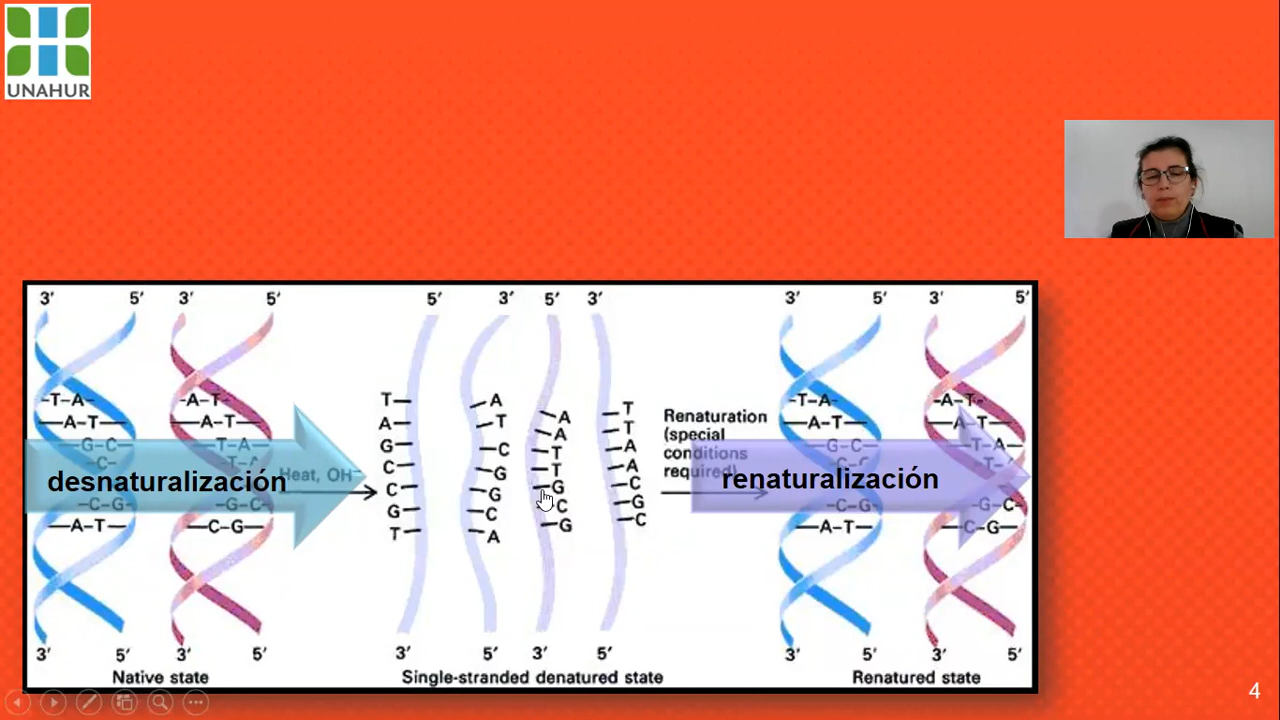 UNAHUR
3′ 5′ 3′ 5′ 5′ 3′ 5′ 3′ 3′ 5′ 3′ 5′
-T-A-
-A-T-
-G-C-
-C-
-C-G-
-A-T-
-A-T-
-A-T-
-T-A-
-T-A
-G-C-
-C-G-
desnaturalización
Heat, OH⁻
T
A
G
C
C
G
T
A
T
C
G
G
C
A
A
A
T
T
G
C
G
T
T
A
A
C
G
C
Renaturation
(special
conditions
required)
renaturalización
-T-A-
-A-T-
-G-C-
-C-G-
-A-T-
-A-T-
-A-T-
-T-A-
-T-
-G-C-
-C-G-
3′ 5′ 3′ 5′ 3′ 5′ 3′ 5′ 3′ 5′ 3′ 5′
Native state
Single-stranded denatured state
Renatured state
4